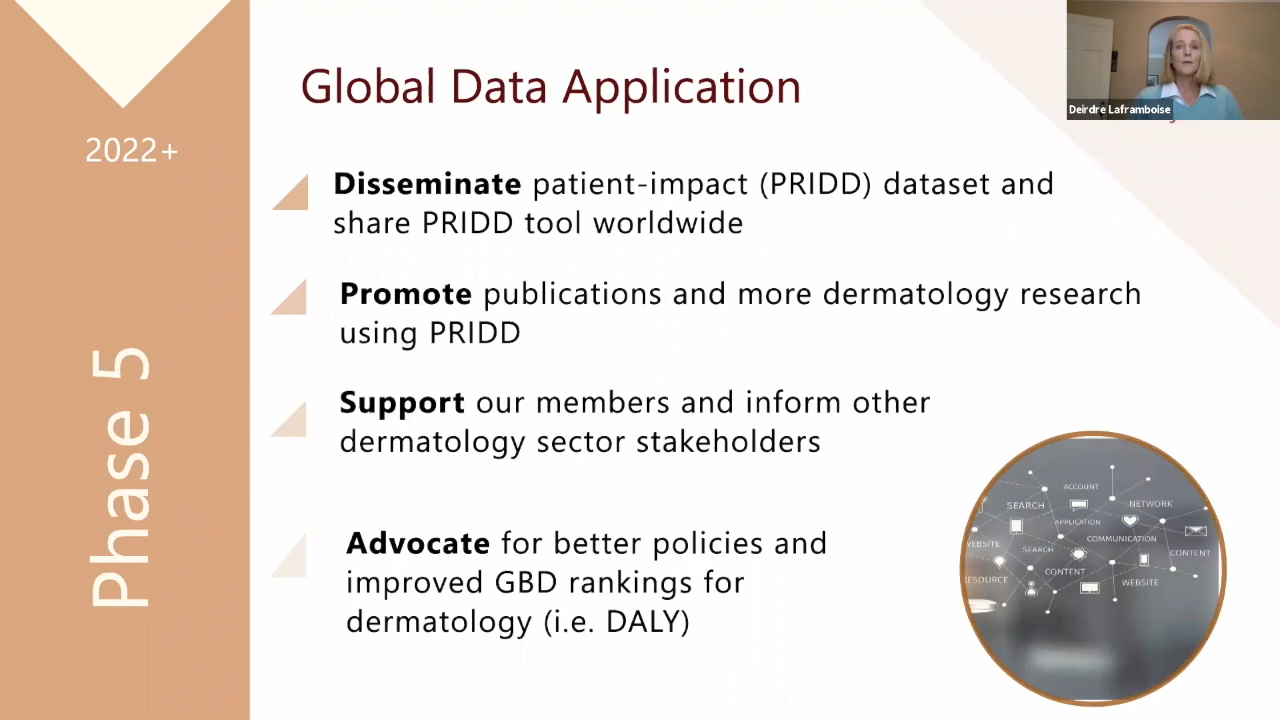 2022+
Phase 5
Global Data Application
Disseminate patient-impact (PRIDD) dataset and
share PRIDD tool worldwide
Promote publications and more dermatology research
using PRIDD
Support our members and inform other
dermatology sector stakeholders
Advocate for better policies and
improved GBD rankings for
dermatology (i.e. DALY)
Deirdre Laframboise
ACCOUNT
SEARCH
NETWORK
APPLICATION
COMMUNICATION
SEARCH
CONTENT
CONTENT
WEBSITE